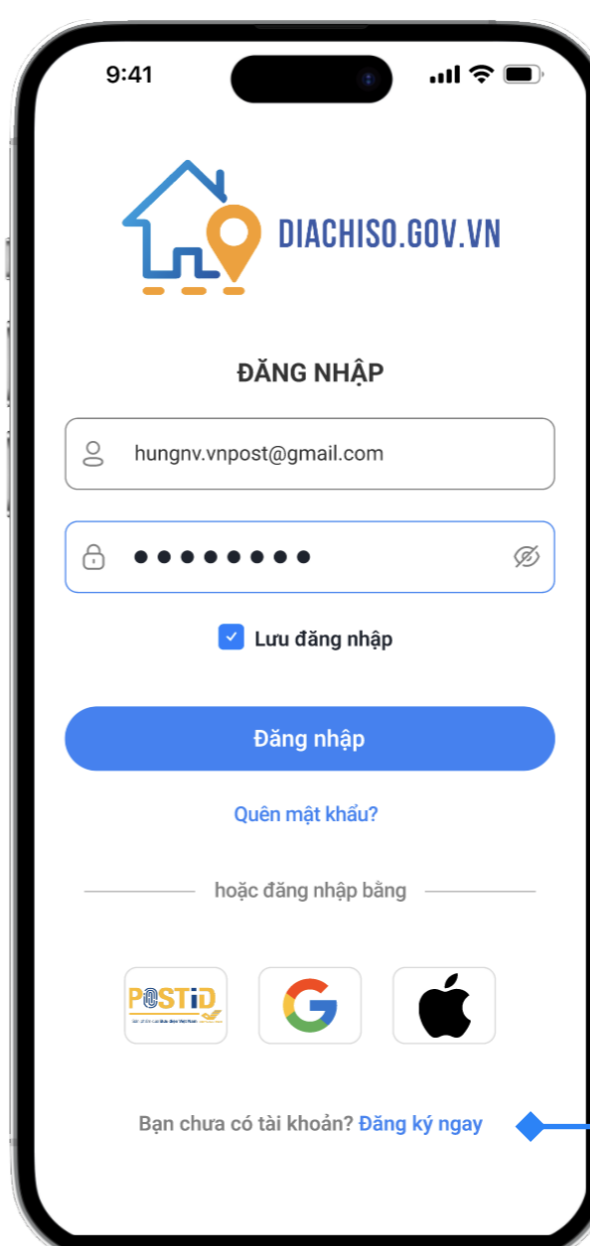 9:41
DIACHISO.GOV.VN
ĐĂNG NHẬP
hungnv.vnpost@gmail.com
Lưu đăng nhập
Đăng nhập
Quên mật khẩu?
hoặc đăng nhập bằng
POSTiD
Bạn chưa có tài khoản? Đăng ký ngay